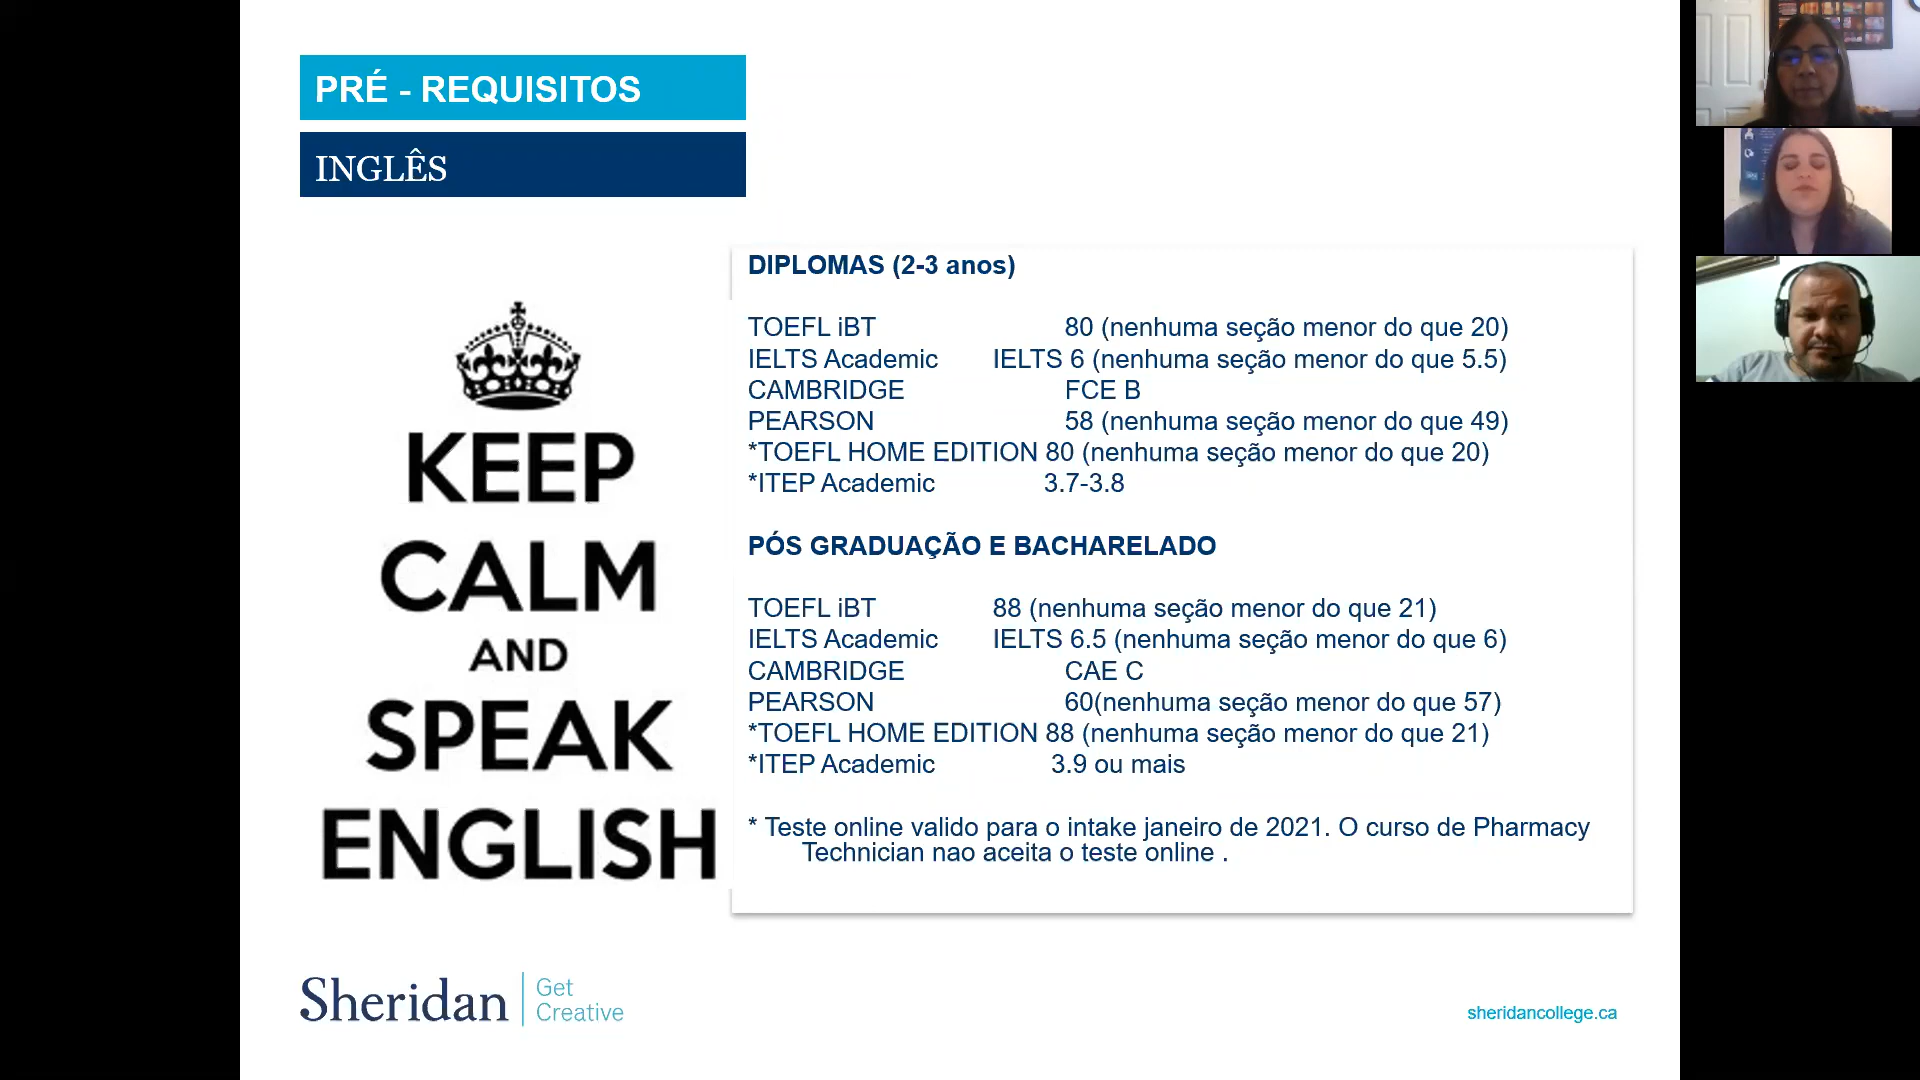 PRÉ - REQUISITOS
INGLÊS
KEEP
CALM
AND
SPEAK
ENGLISH
DIPLOMAS (2-3 anos)
TOEFL iBT 80 (nenhuma seção menor do que 20)
IELTS Academic IELTS 6 (nenhuma seção menor do que 5.5)
CAMBRIDGE FCE B
PEARSON 58 (nenhuma seção menor do que 49)
*TOEFL HOME EDITION 80 (nenhuma seção menor do que 20)
*ITEP Academic 3.7-3.8
PÓS GRADUAÇÃO E BACHARELADO
TOEFL iBT 88 (nenhuma seção menor do que 21)
IELTS Academic IELTS 6.5 (nenhuma seção menor do que 6)
CAMBRIDGE CAE C
PEARSON 60(nenhuma seção menor do que 57)
*TOEFL HOME EDITION 88 (nenhuma seção menor do que 21)
*ITEP Academic 3.9 ou mais
* Teste online valido para o intake janeiro de 2021. O curso de Pharmacy
Technician nao aceita o teste online .
Sheridan
Get
Creative
sheridancollege.ca